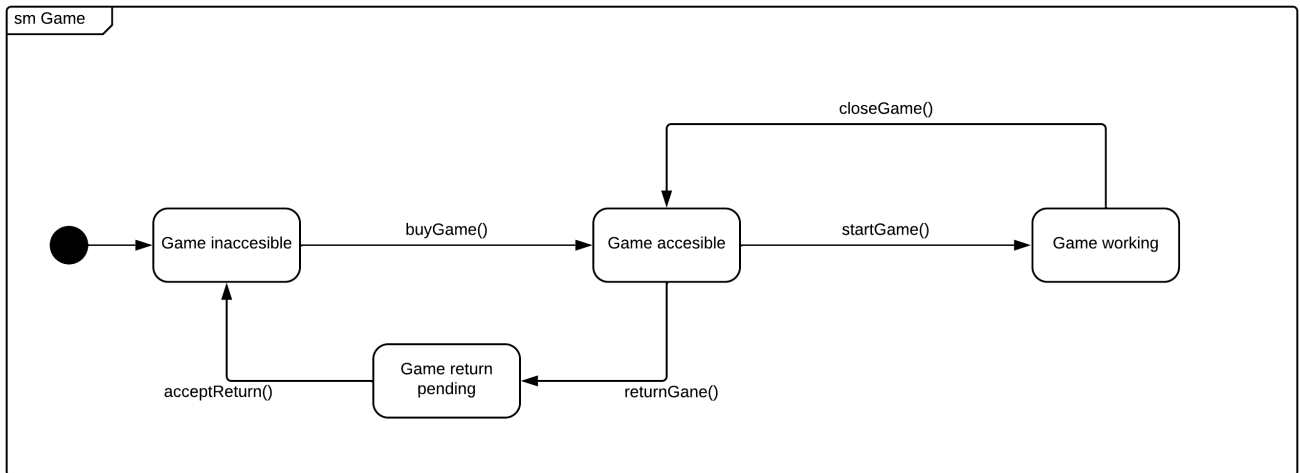 sm Game
closeGame()
buyGame()
startGame()
Game inaccesible
Game accesible
Game working
Game return
pending
acceptReturn()
returnGane()